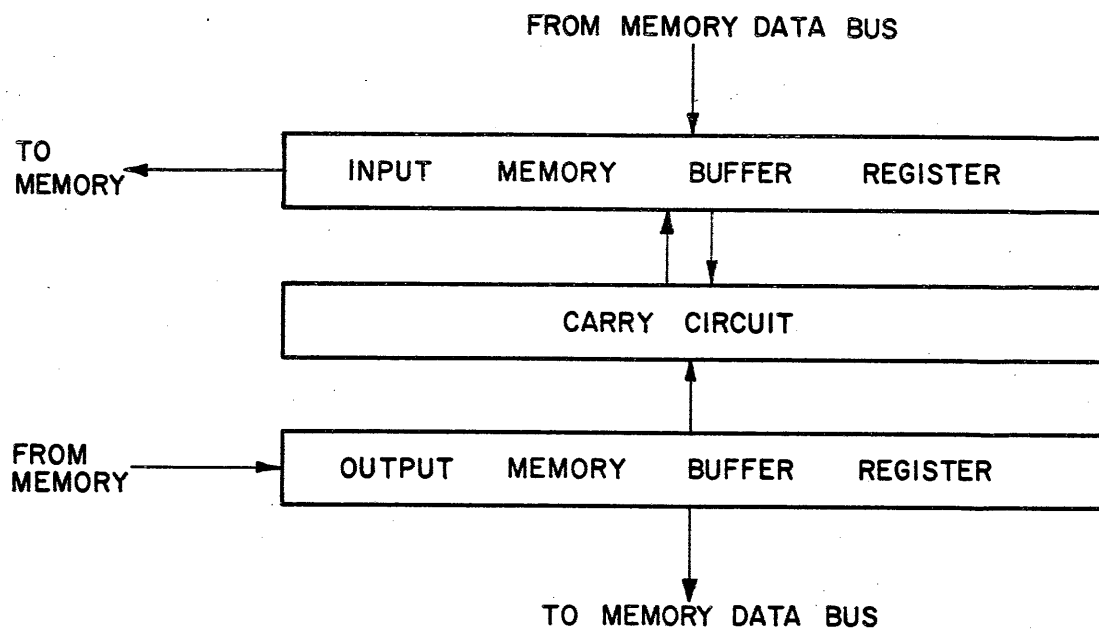 FROM MEMORY DATA BUS
TO
MEMORY
INPUT MEMORY BUFFER REGISTER
CARRY CIRCUIT
FROM
MEMORY
OUTPUT MEMORY BUFFER REGISTER
TO MEMORY DATA BUS